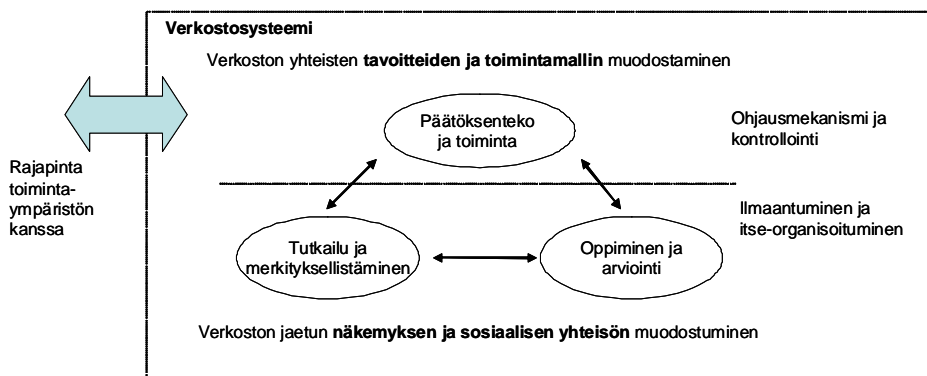 Verkostosysteemi
Verkoston yhteisten tavoitteiden ja toimintamallin muodostaminen
Päätöksenteko
ja toiminta
Ohjausmekanismi ja
kontrollointi
Rajapinta
toiminta-
ympäristön
kanssa
Ilmaantuminen ja
itse-organisoituminen
Tutkailu ja
merkityksellistäminen
Oppiminen ja
arviointi
Verkoston jaetun näkemyksen ja sosiaalisen yhteisön muodostuminen